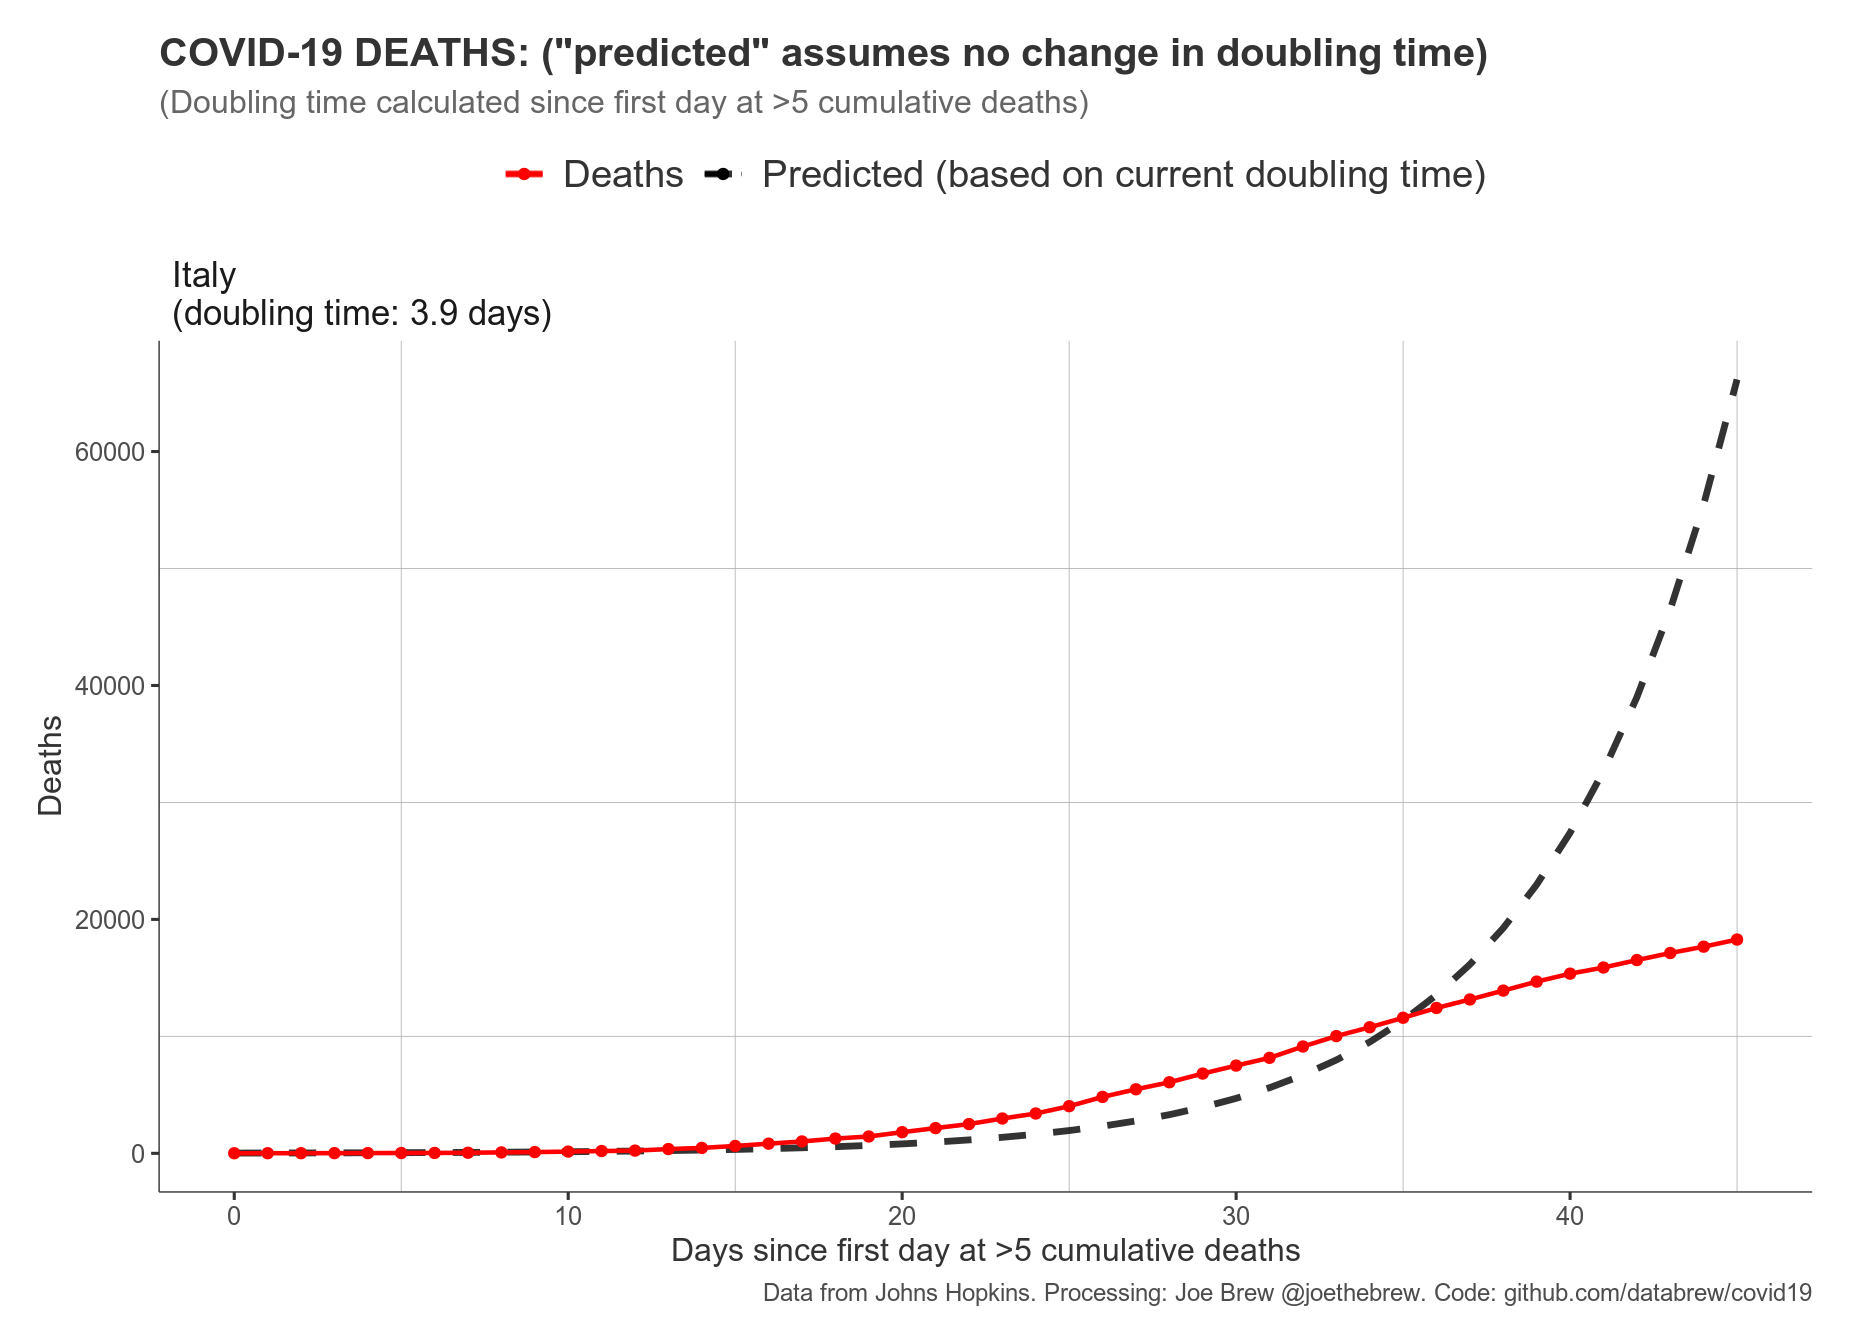 COVID-19 DEATHS: ("predicted" assumes no change in doubling time)
(Doubling time calculated since first day at >5 cumulative deaths)
Deaths Predicted (based on current doubling time)
Italy
(doubling time: 3.9 days)
60000
40000
20000
0
Deaths
0 10 20 30 40
Days since first day at >5 cumulative deaths
Data from Johns Hopkins. Processing: Joe Brew @joethebrew. Code: github.com/databrew/covid19